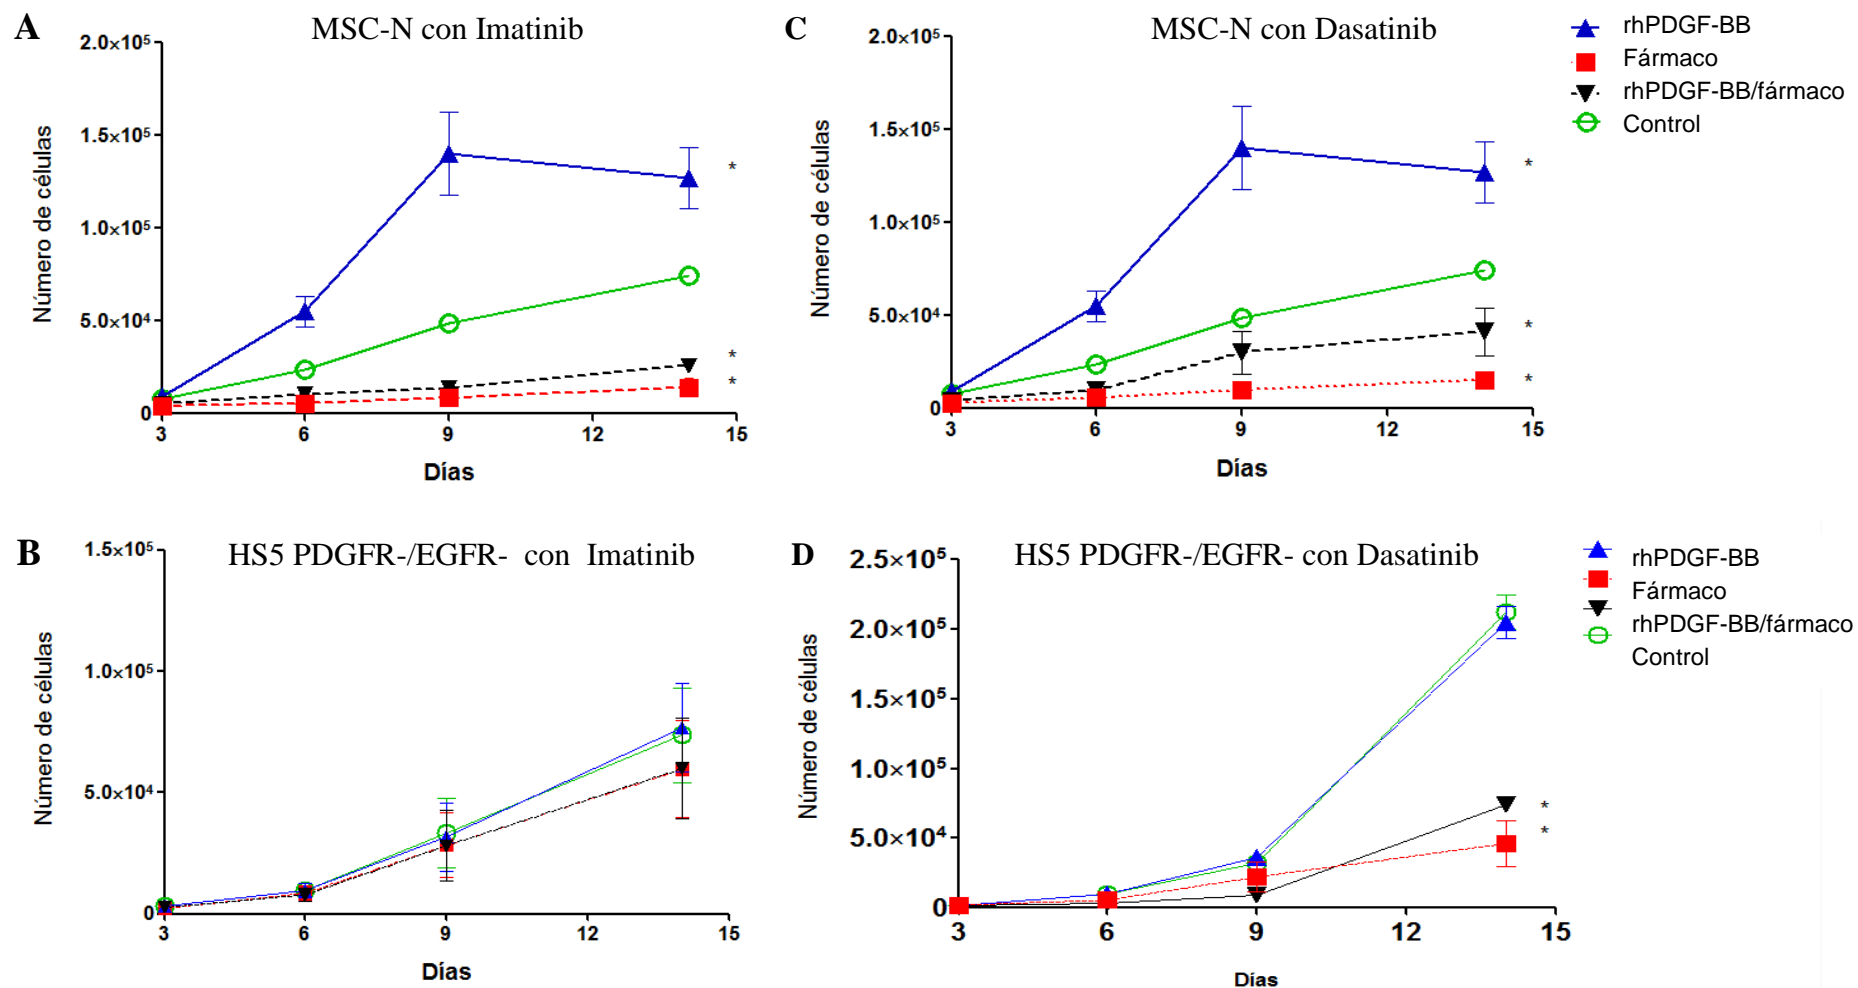 A
MSC-N con Imatinib
2.0×10⁵
1.5×10⁵
1.0×10⁵
5.0×10⁴
0
3
6
9
12
15
Número de células
Días
*
*
*
C
MSC-N con Dasatinib
2.0×10⁵
1.5×10⁵
1.0×10⁵
5.0×10⁴
0
3
6
9
12
15
Número de células
Días
*
*
*
rhPDGF-BB
Fármaco
rhPDGF-BB/fármaco
Control
B
HS5 PDGFR-/EGFR- con Imatinib
1.5×10⁵
1.0×10⁵
5.0×10⁴
0
3
6
9
12
15
Número de células
Días
D
HS5 PDGFR-/EGFR- con Dasatinib
2.5×10⁵
2.0×10⁵
1.5×10⁵
1.0×10⁵
5.0×10⁴
0
3
6
9
12
15
Número de células
Días
*
*
rhPDGF-BB
Fármaco
rhPDGF-BB/fármaco
Control